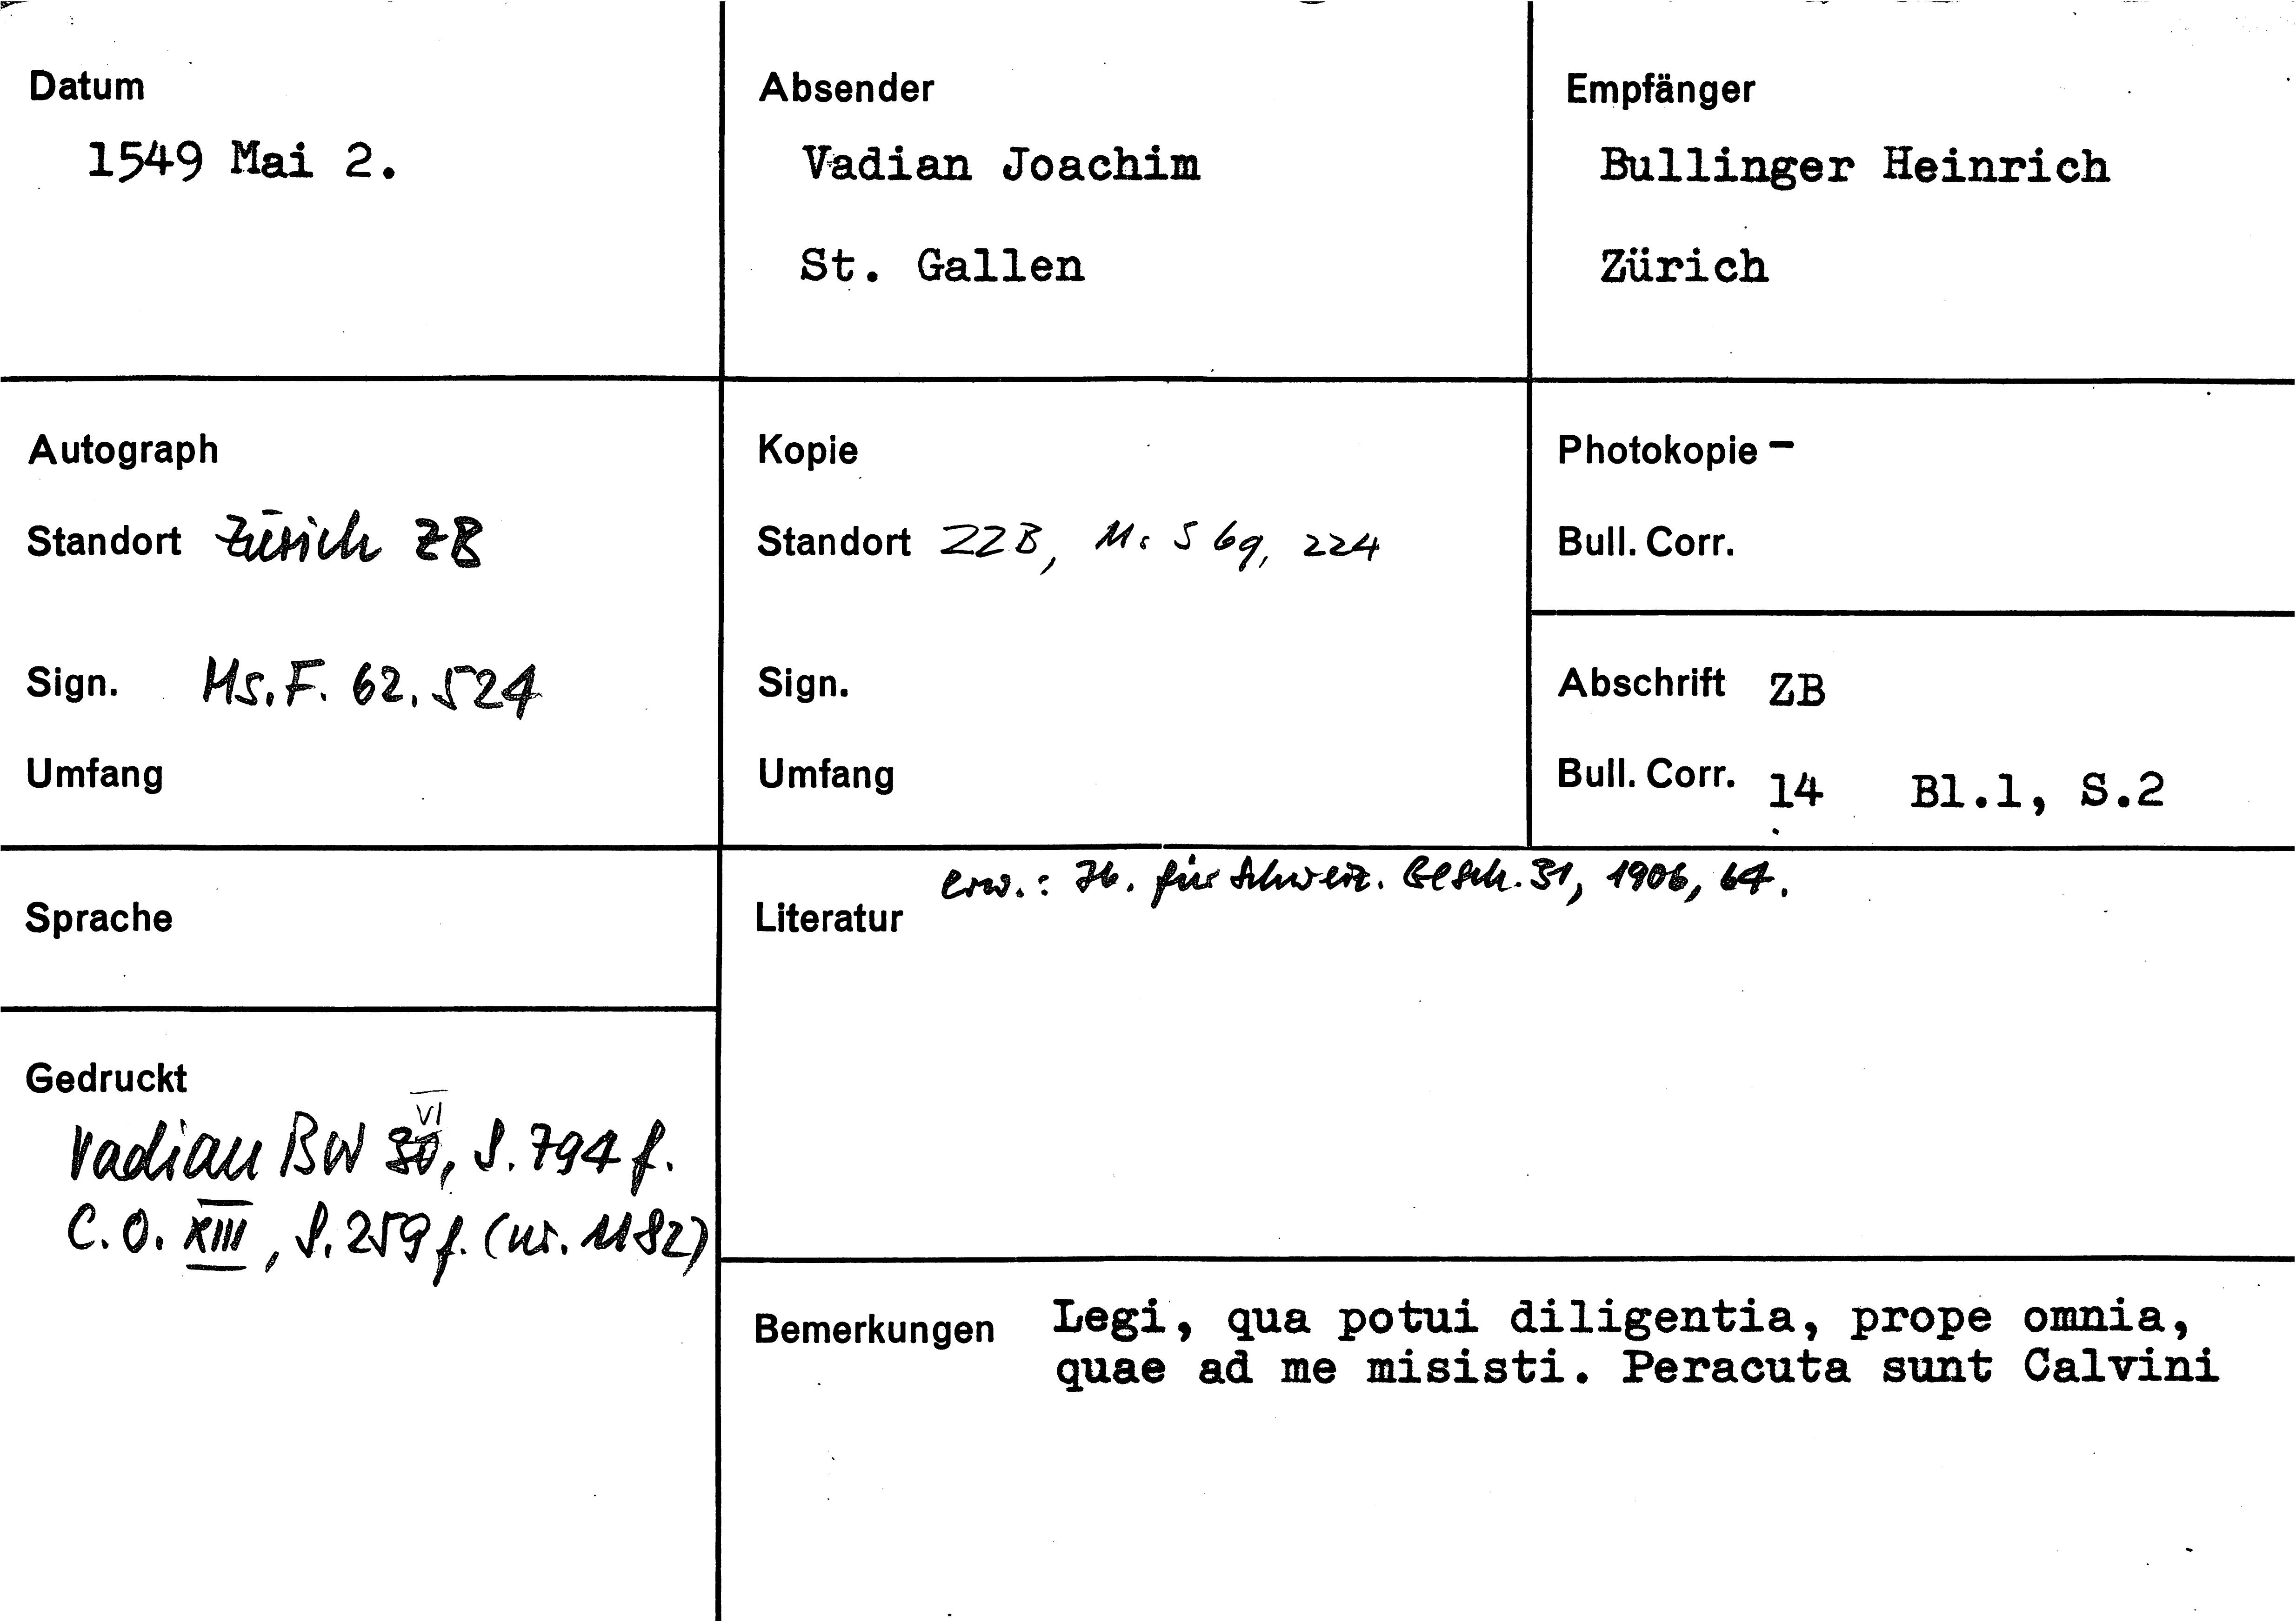 Datum
1549 Mai 2.
Absender
Vadian Joachim
St. Gallen
Empfänger
Bullinger Heinrich
Zürich
Autograph
Standort Zürich ZB
Sign. Ms. F. 62. 524
Umfang
Kopie
Standort ZZB, Ms S 69, 224
Sign.
Umfang
Photokopie -
Bull. Corr.
Abschrift ZB
Bull. Corr. 14 Bl.1, S.2
Sprache
Literatur erw.: Jb. für Schweiz. Gesch. 31, 1906, 64.
Gedruckt
Vadian BW VI, S. 794 f.
C. O. XIII, S. 259 f. (nr. 1182)
Bemerkungen Legi, qua potui diligentia, prope omnia,
quae ad me misisti. Peracuta sunt Calvini